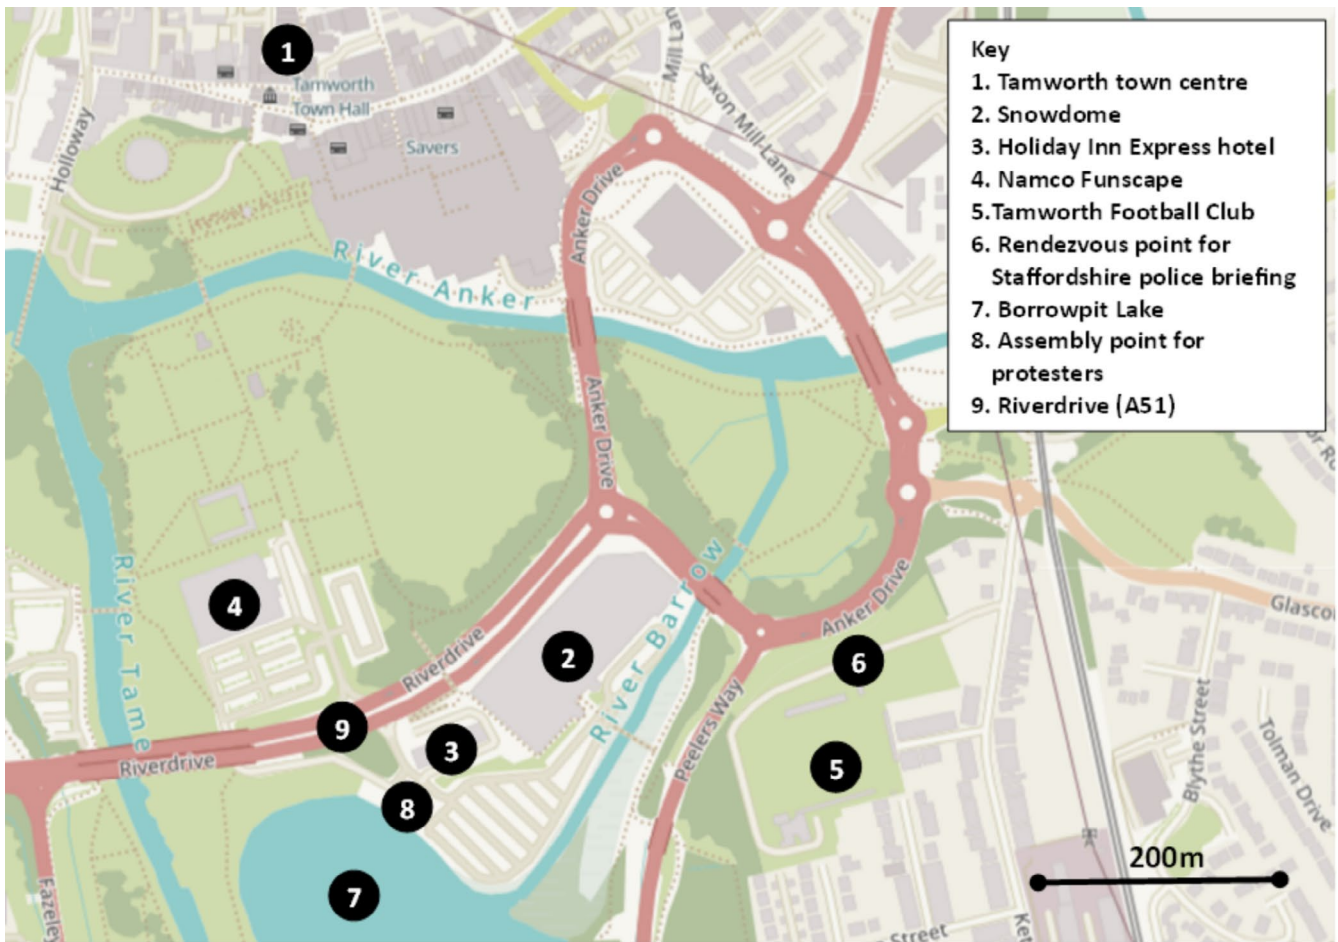 1
Tamworth
Town Hall
Savers
Holloway
Mill Lan
Saxon Mill-Lane
Anker Drive
River Anker
Anker Drive
River Tame
4
Riverdrive
2
River Barrow
Anker Drive
6
Glasco
9
3
Riverdrive
8
Peelers Way
5
Blythe Street
Tolman Drive
7
Fazeley
Street
Ket
200m
Key
1. Tamworth town centre
2. Snowdome
3. Holiday Inn Express hotel
4. Namco Funscape
5.Tamworth Football Club
6. Rendezvous point for
Staffordshire police briefing
7. Borrowpit Lake
8. Assembly point for
protesters
9. Riverdrive (A51)